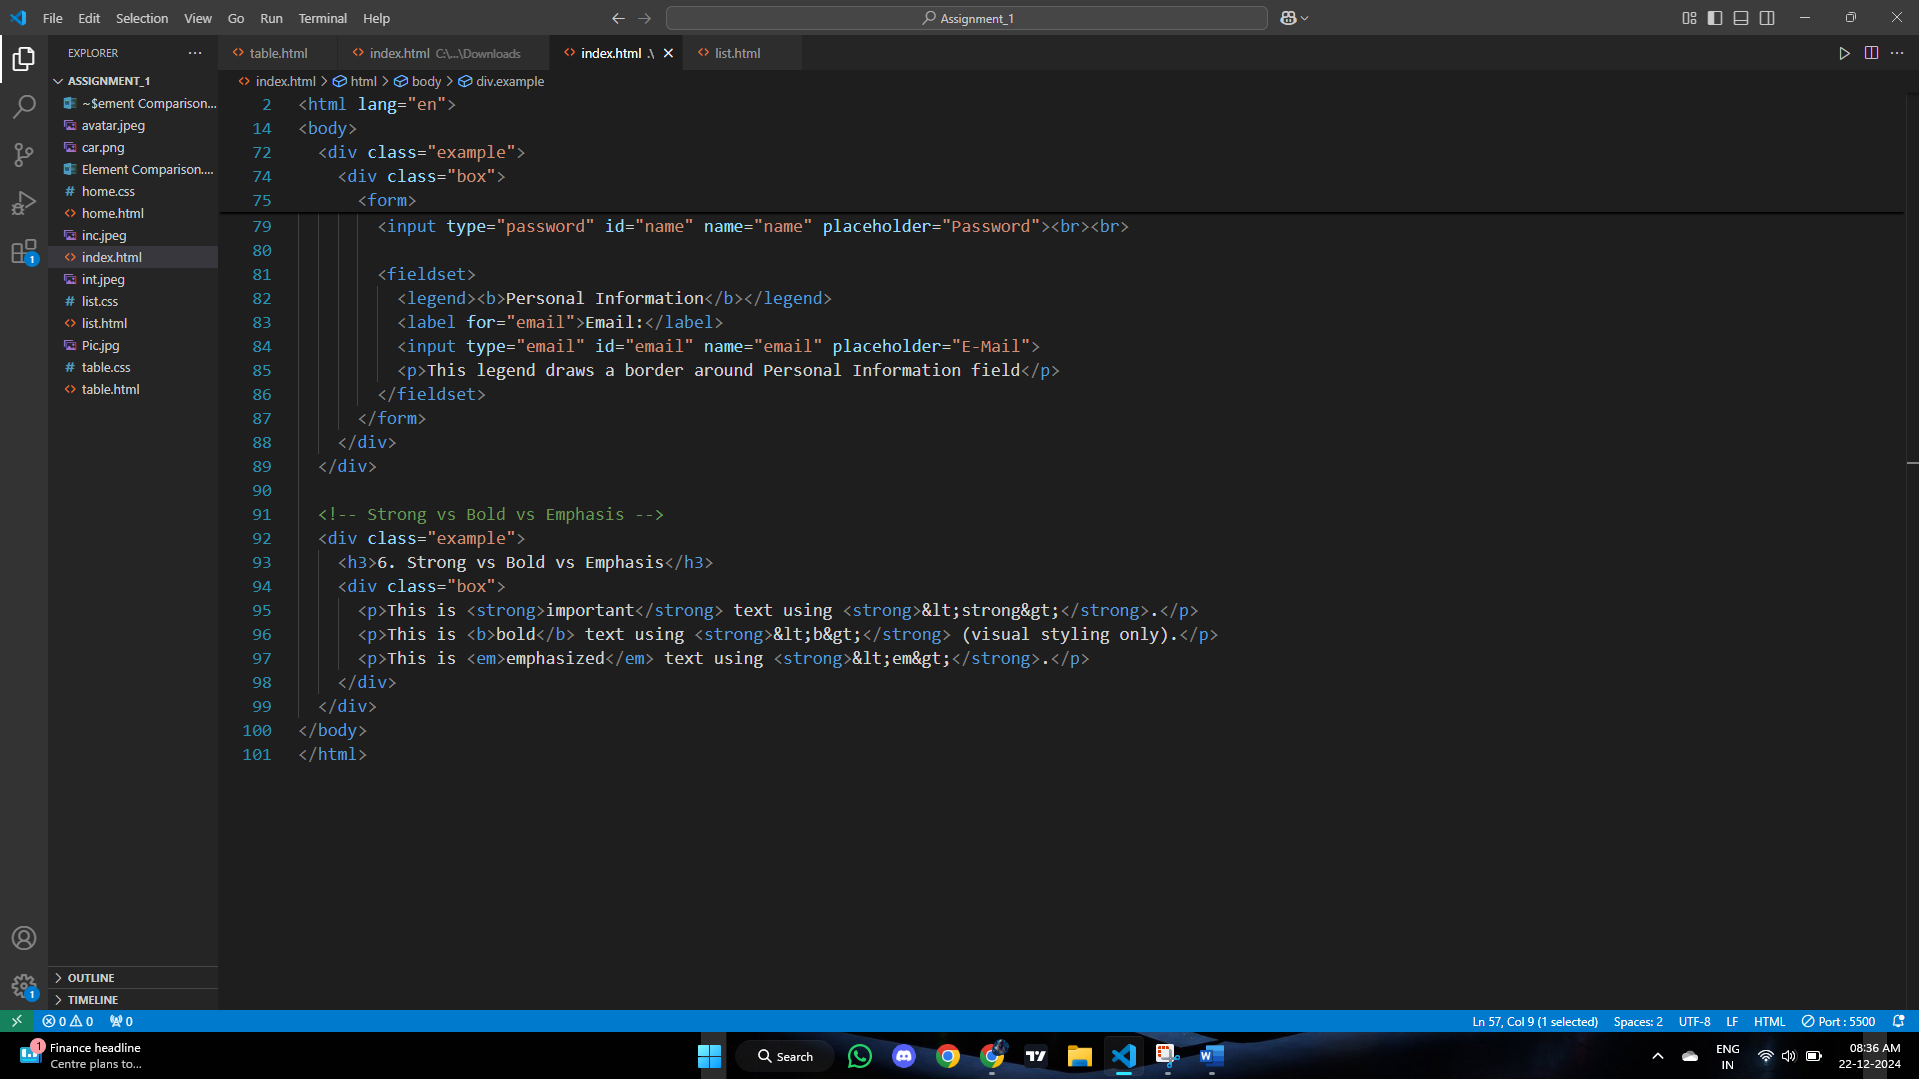 File Edit Selection View Go Run Terminal Help
Assignment_1
EXPLORER
table.html
index.html C:\...\Downloads
index.html .\
list.html
ASSIGNMENT_1
~$ement Comparison...
avatar.jpeg
car.png
Element Comparison....
home.css
home.html
inc.jpeg
index.html
int.jpeg
list.css
list.html
Pic.jpg
table.css
table.html
OUTLINE
TIMELINE
index.html > html > body > div.example
2 <html lang="en">
14 <body>
72 <div class="example">
74 <div class="box">
75 <form>
79 <input type="password" id="name" name="name" placeholder="Password"><br><br>
80
81 <fieldset>
82 <legend><b>Personal Information</b></legend>
83 <label for="email">Email:</label>
84 <input type="email" id="email" name="email" placeholder="E-Mail">
85 <p>This legend draws a border around Personal Information field</p>
86 </fieldset>
87 </form>
88 </div>
89 </div>
90
91 <!-- Strong vs Bold vs Emphasis -->
92 <div class="example">
93 <h3>6. Strong vs Bold vs Emphasis</h3>
94 <div class="box">
95 <p>This is <strong>important</strong> text using <strong>&lt;strong&gt;</strong>.</p>
96 <p>This is <b>bold</b> text using <strong>&lt;b&gt;</strong> (visual styling only).</p>
97 <p>This is <em>emphasized</em> text using <strong>&lt;em&gt;</strong>.</p>
98 </div>
99 </div>
100 </body>
101 </html>
1
1
0 0 0
Ln 57, Col 9 (1 selected) Spaces: 2 UTF-8 LF HTML Port : 5500
1
Finance headline
Centre plans to...
Search
ENG
IN
08:36 AM
22-12-2024